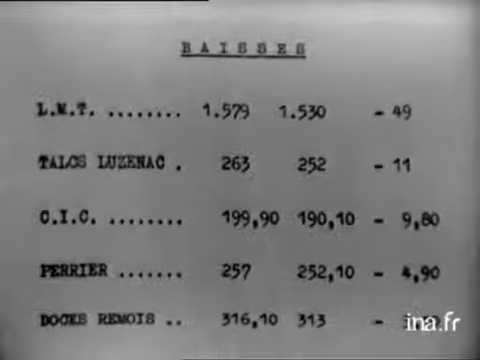 BAISSES
L.M.T. ........ 1.579 1.530 - 49
TALCS LUZENAC . 263 252 - 11
C.I.C. ........ 199,90 190,10 - 9,80
PERRIER ....... 257 252,10 - 4,90
DOCKS REMOIS .. 316,10 313 -
ina.fr